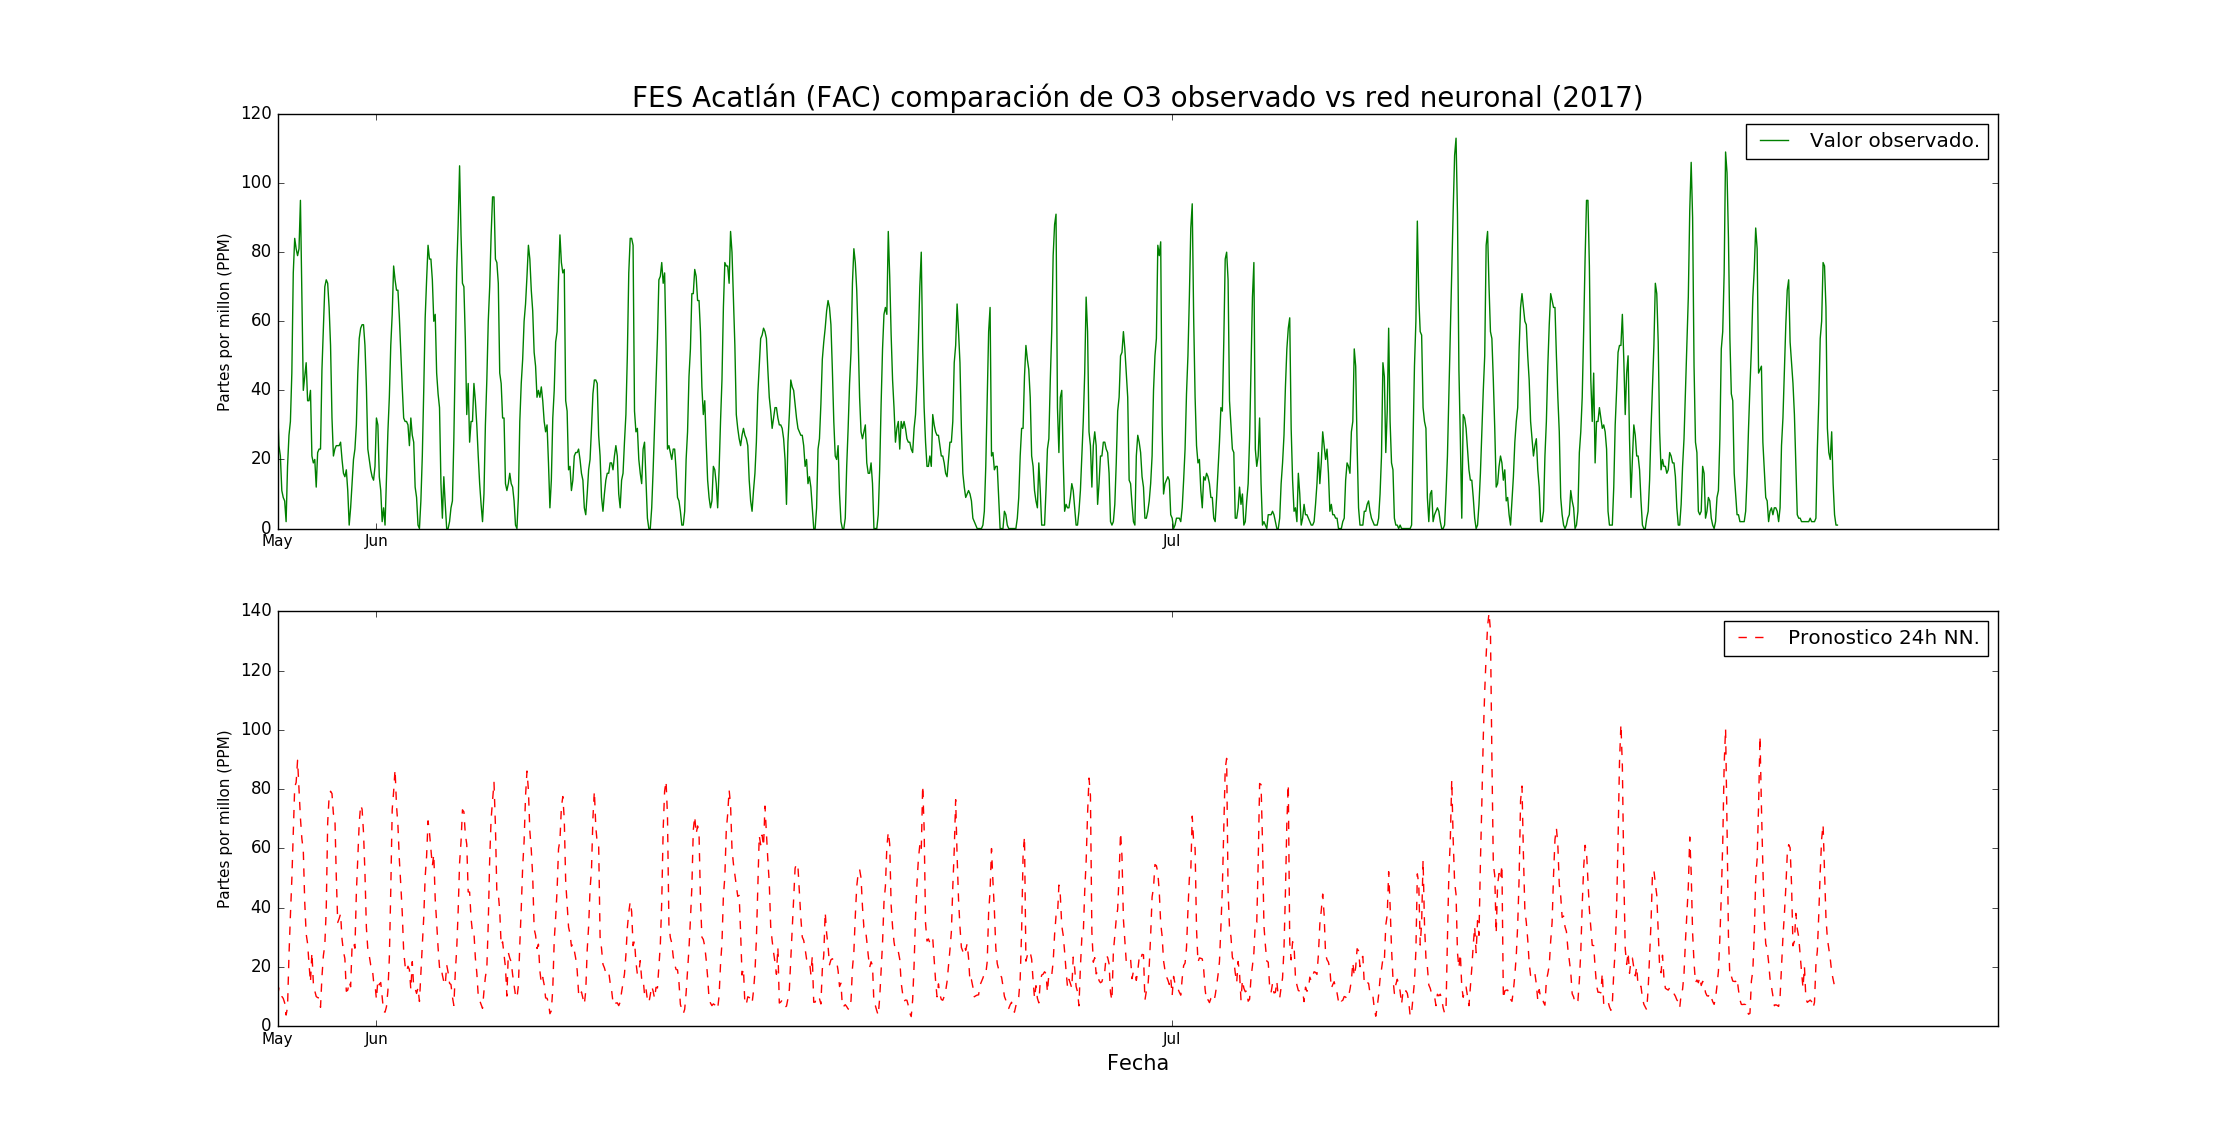 FES Acatlán (FAC) comparación de O3 observado vs red neuronal (2017)
120
100
80
60
40
20
0
Partes por millon (PPM)
Valor observado.
May Jun Jul
140
120
100
80
60
40
20
0
Partes por millon (PPM)
Pronostico 24h NN.
May Jun Jul
Fecha